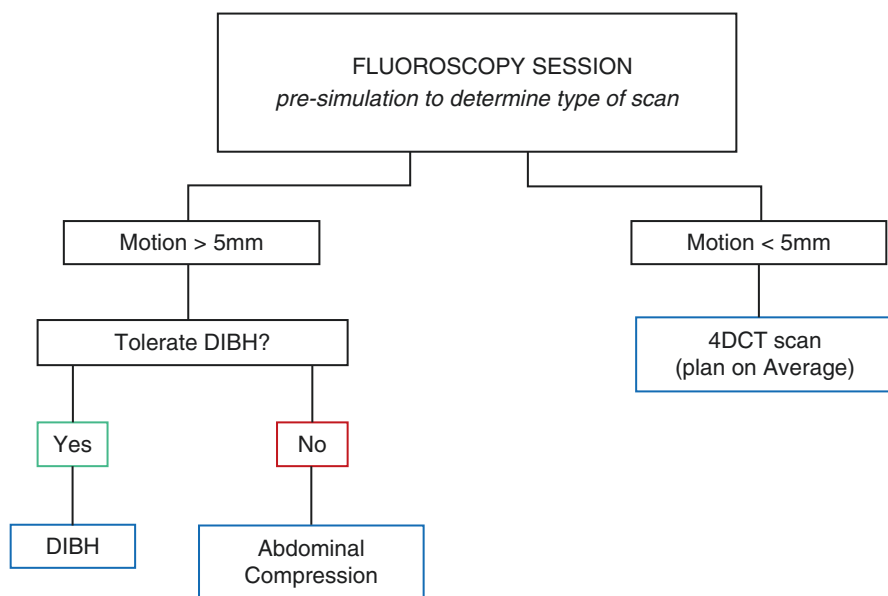 FLUOROSCOPY SESSION
pre-simulation to determine type of scan
Motion > 5mm
Motion < 5mm
Tolerate DIBH?
4DCT scan
(plan on Average)
Yes
No
DIBH
Abdominal
Compression